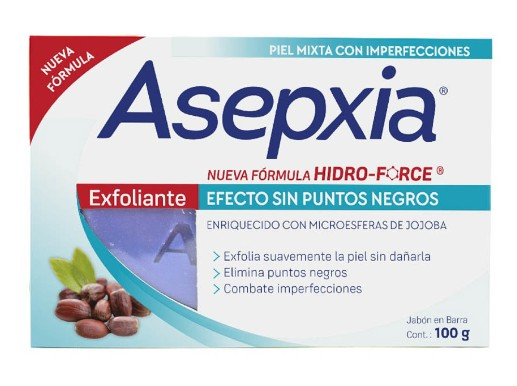 NUEVA
FÓRMULA
PIEL MIXTA CON IMPERFECCIONES
Asepxia®
NUEVA FÓRMULA HIDRO-FORCE ®
Exfoliante
EFECTO SIN PUNTOS NEGROS
ENRIQUECIDO CON MICROESFERAS DE JOJOBA
> Exfolia suavemente la piel sin dañarla
> Elimina puntos negros
> Combate imperfecciones
Jabón en Barra
Cont.: 100 g